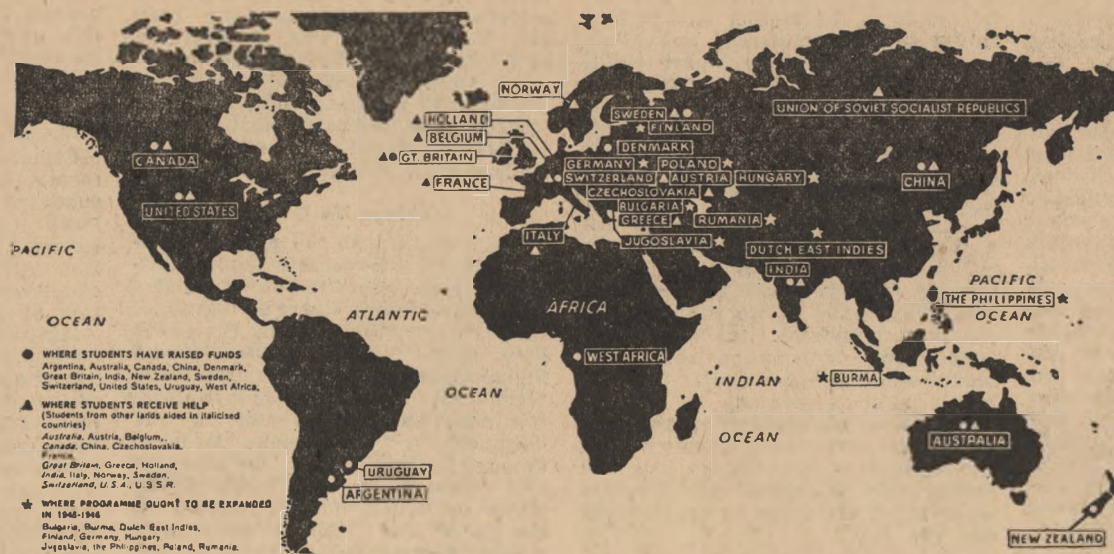 NORWAY
HOLLAND
BELGIUM
GT. BRITAIN
FRANCE
SWEDEN
FINLAND
DENMARK
GERMANY
POLAND
SWITZERLAND
AUSTRIA
HUNGARY
CZECHOSLOVAKIA
BULGARIA
GREECE
RUMANIA
ITALY
JUGOSLAVIA
UNION OF SOVIET SOCIALIST REPUBLICS
CANADA
UNITED STATES
CHINA
DUTCH EAST INDIES
INDIA
PACIFIC
OCEAN
ATLANTIC
OCEAN
AFRICA
WEST AFRICA
INDIAN
OCEAN
PACIFIC
THE PHILIPPINES
OCEAN
BURMA
AUSTRALIA
NEW ZEALAND
URUGUAY
ARGENTINA
WHERE STUDENTS HAVE RAISED FUNDS
Argentina, Australia, Canada, China, Denmark,
Great Britain, India, New Zealand, Sweden,
Switzerland, United States, Uruguay, West Africa.
WHERE STUDENTS RECEIVE HELP
(Students from other lands aided in italicised
countries)
Australia, Austria, Belgium,
Canada, China, Czechoslovakia,
France,
Great Britain, Greece, Holland,
India, Italy, Norway, Sweden,
Switzerland, U.S.A., U.S.S.R.
WHERE PROGRAMME OUGHT TO BE EXPANDED
IN 1945-1946
Bulgaria, Burma, Dutch East Indies,
Finland, Germany, Hungary
Jugoslavia, the Philippines, Poland, Rumania.